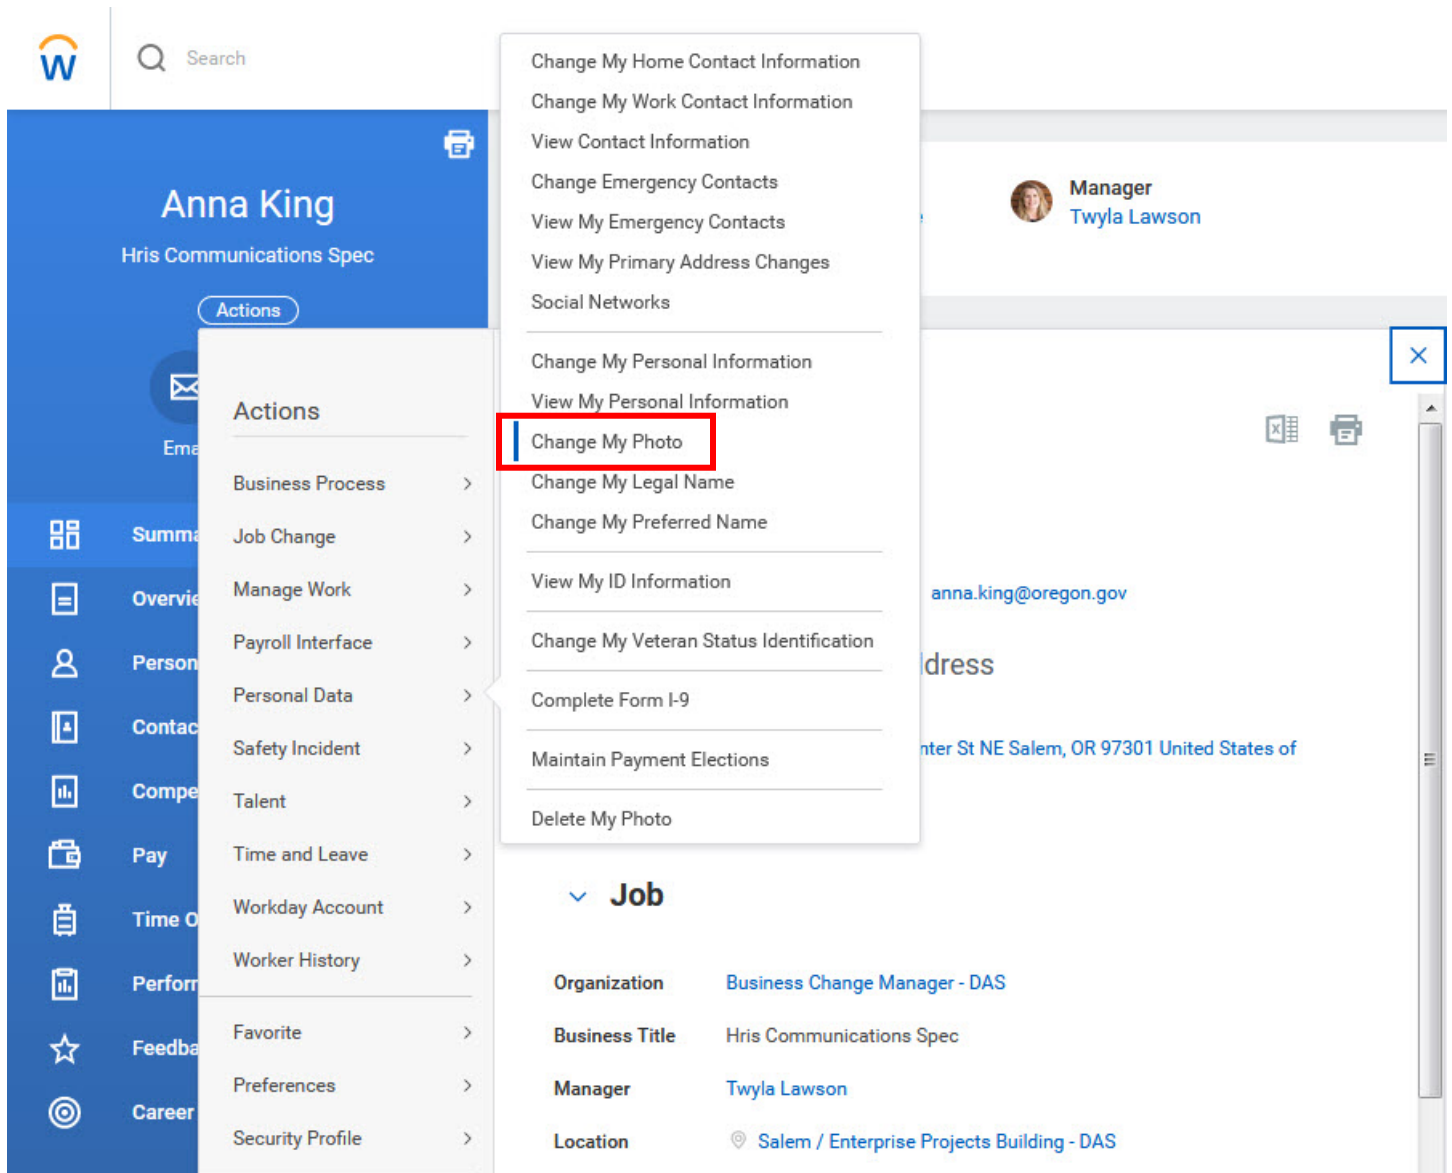 W
Search
Anna King
Hris Communications Spec
Actions
Ema
Summa
Overvie
Person
Contac
Compe
Pay
Time O
Perforr
Feedba
Career
Actions
Business Process
Job Change
Manage Work
Payroll Interface
Personal Data
Safety Incident
Talent
Time and Leave
Workday Account
Worker History
Favorite
Preferences
Security Profile
Change My Home Contact Information
Change My Work Contact Information
View Contact Information
Change Emergency Contacts
View My Emergency Contacts
View My Primary Address Changes
Social Networks
Change My Personal Information
View My Personal Information
Change My Photo
Change My Legal Name
Change My Preferred Name
View My ID Information
Change My Veteran Status Identification
Complete Form I-9
Maintain Payment Elections
Delete My Photo
Manager
Twyla Lawson
anna.king@oregon.gov
ddress
nter St NE Salem, OR 97301 United States of
Job
Organization Business Change Manager - DAS
Business Title Hris Communications Spec
Manager Twyla Lawson
Location Salem / Enterprise Projects Building - DAS